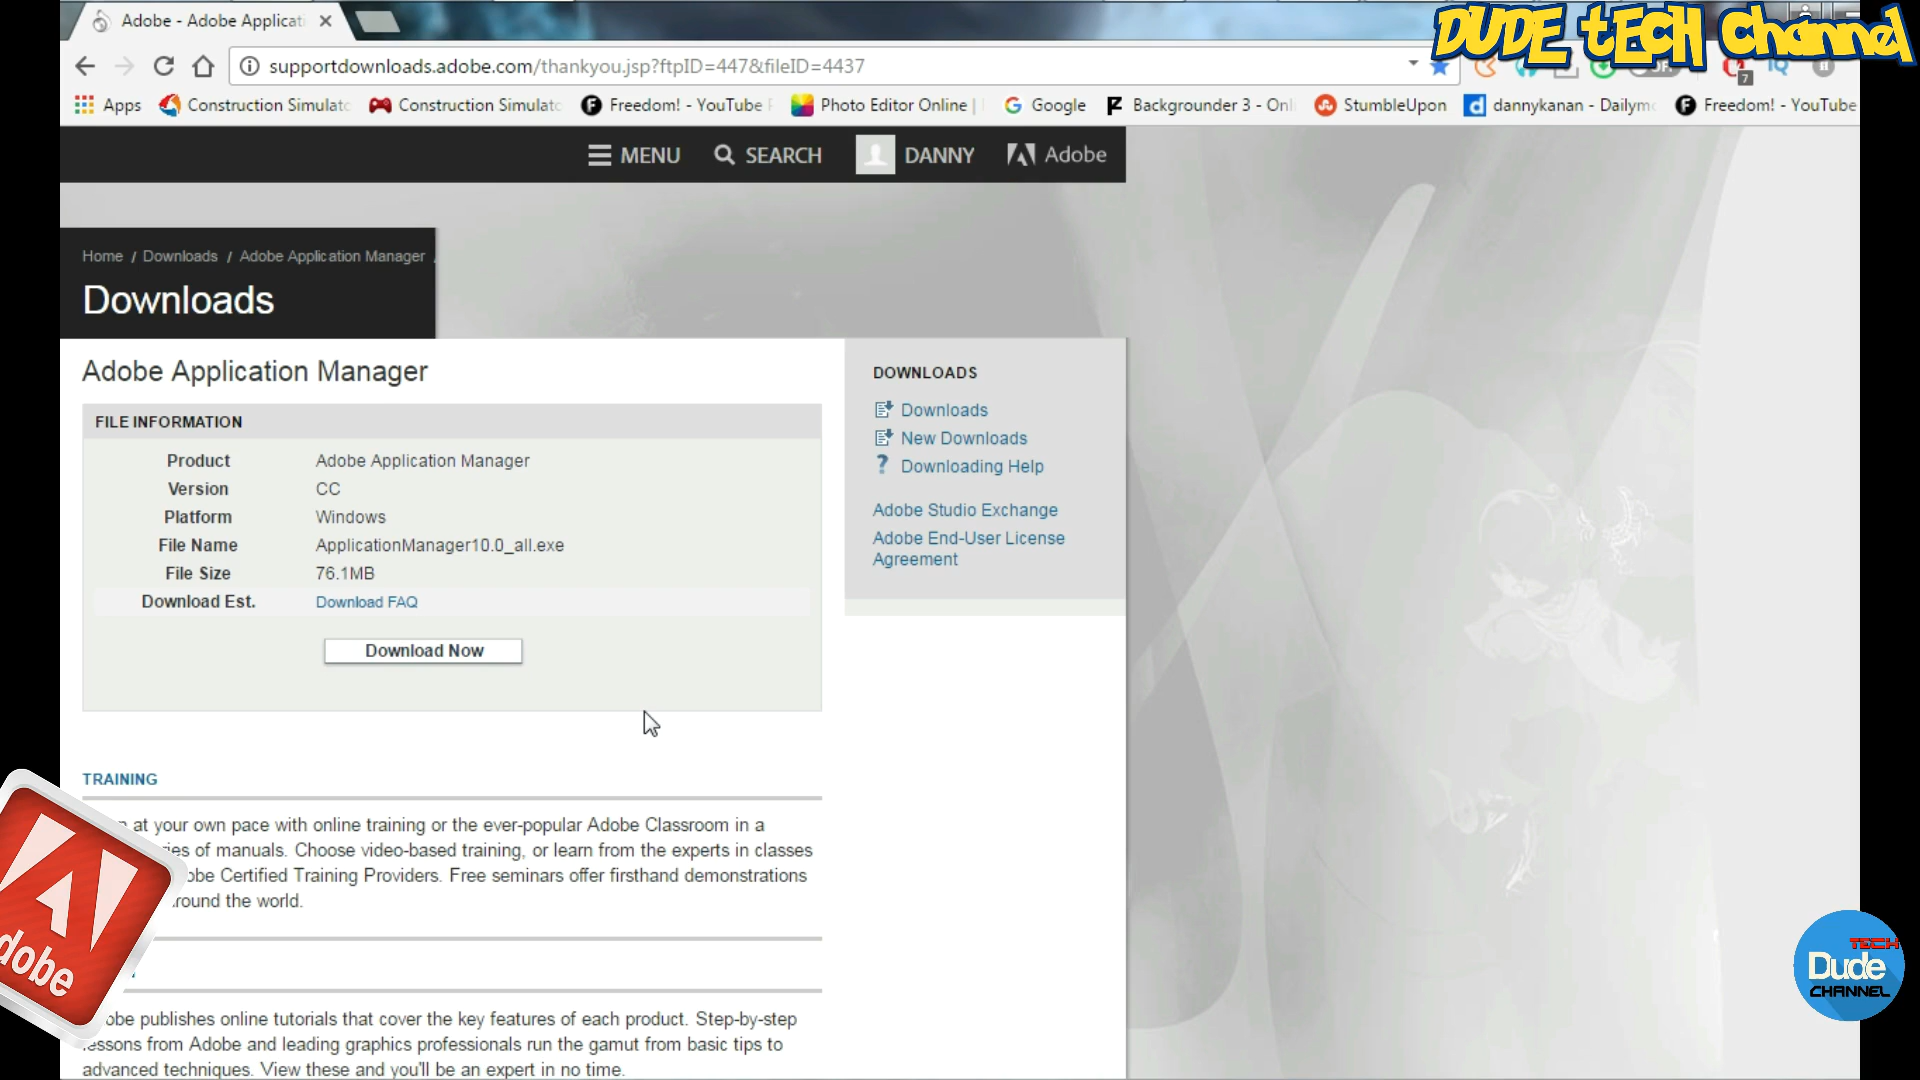 DUDE tECH Channel
Adobe - Adobe Applicat
supportdownloads.adobe.com/thankyou.jsp?ftpID=447&fileID=4437
7
IQ
Apps
Construction Simulat
Construction Simulat
Freedom! - YouTube
Photo Editor Online |
Google
Backgrounder 3 - Onl
StumbleUpon
dannykanan - Dailym
Freedom! - YouTube
MENU
SEARCH
DANNY
Adobe
Home / Downloads / Adobe Application Manager /
Downloads
Adobe Application Manager
FILE INFORMATION
Product Adobe Application Manager
Version CC
Platform Windows
File Name ApplicationManager10.0_all.exe
File Size 76.1MB
Download Est. Download FAQ
Download Now
DOWNLOADS
Downloads
New Downloads
? Downloading Help
Adobe Studio Exchange
Adobe End-User License
Agreement
TRAINING
at your own pace with online training or the ever-popular Adobe Classroom in a
ies of manuals. Choose video-based training, or learn from the experts in classes
obe Certified Training Providers. Free seminars offer firsthand demonstrations
around the world.
obe publishes online tutorials that cover the key features of each product. Step-by-step
lessons from Adobe and leading graphics professionals run the gamut from basic tips to
advanced techniques. View these and you'll be an expert in no time.
dobe
TECH
Dude
CHANNEL